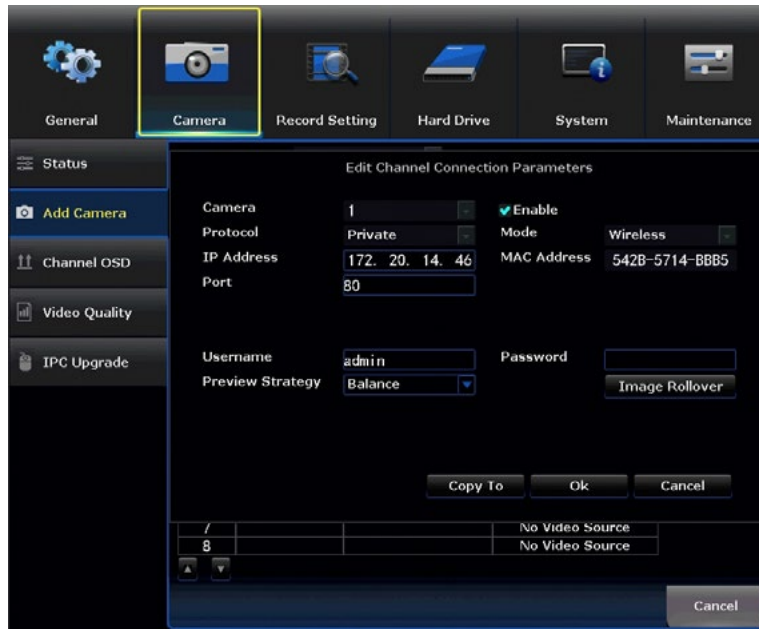 General Camera Record Setting Hard Drive System Maintenance
Status
Add Camera
Channel OSD
Video Quality
IPC Upgrade
Edit Channel Connection Parameters
Camera 1 Enable
Protocol Private Mode Wireless
IP Address 172. 20. 14. 46 MAC Address 542B-5714-BBB5
Port 80
Username admin Password
Preview Strategy Balance Image Rollover
Copy To Ok Cancel
7 No Video Source
8 No Video Source
Cancel